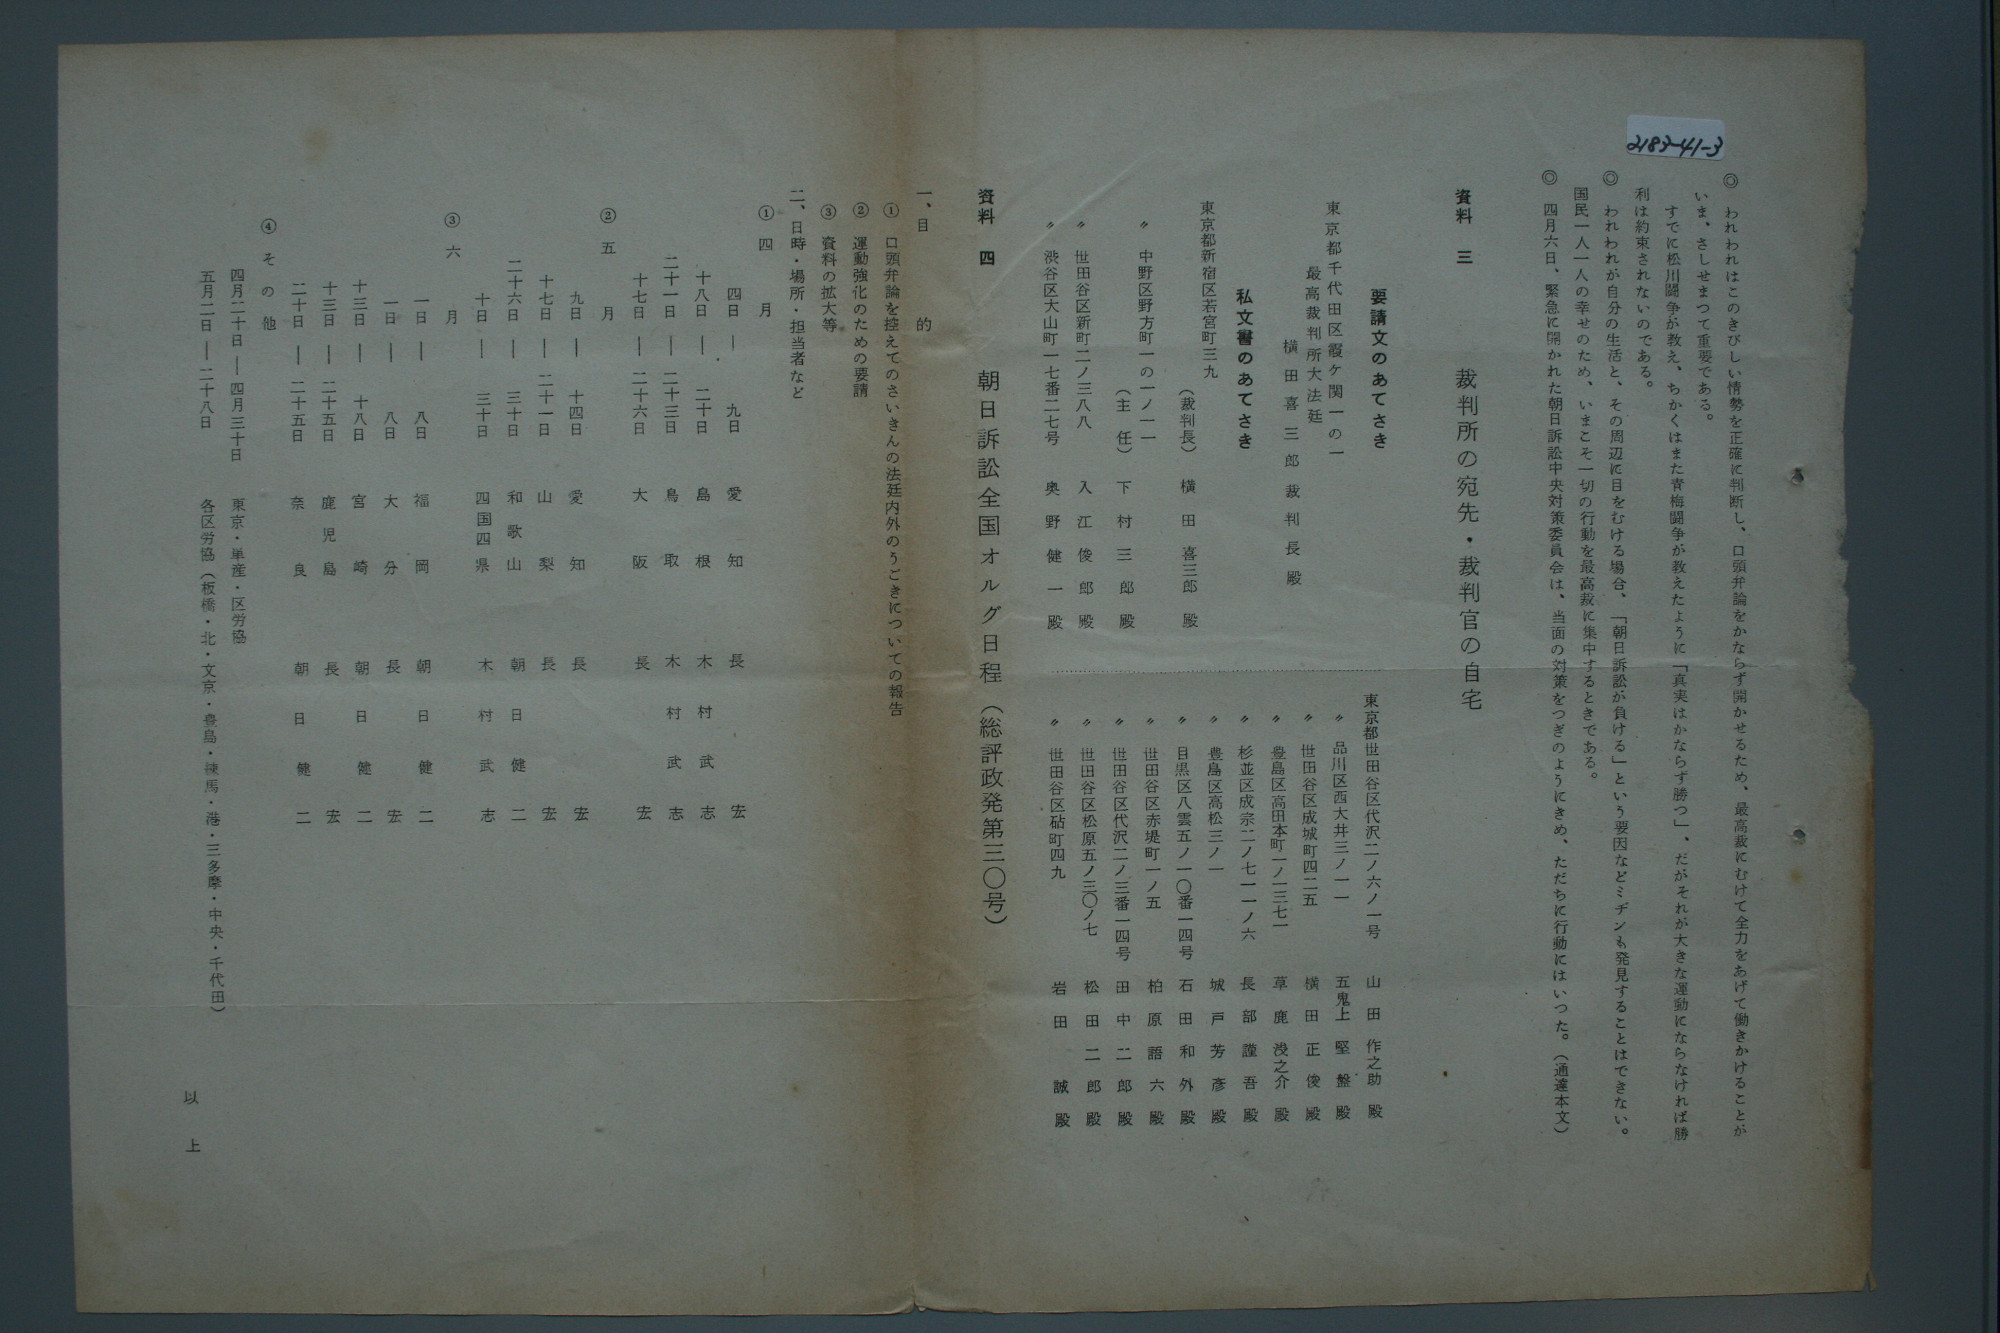 2183-41-3
◎　われわれはこのきびしい情勢を正確に判断し、口頭弁論をかならず開かせるため、最高裁にむけて全力をあげて働きかけることが
いま、さしせまつて重要である。
すでに松川闘争が教え、ちかくはまた青梅闘争が教えたように「真実はかならず勝つ」、だがそれが大きな運動にならなければ勝
利は約束されないのである。
◎　われわれが自分の生活と、その周辺に目をむける場合、「朝日訴訟が負ける」という要因などミヂンも発見することはできない。
国民一人一人の幸せのため、いまこそ一切の行動を最高裁に集中するときである。
◎　四月六日、緊急に開かれた朝日訴訟中央対策委員会は、当面の対策をつぎのようにきめ、ただちに行動にはいつた。（通達本文）
資料　三　　裁判所の宛先・裁判官の自宅
要請文のあてさき
東京都千代田区霞ケ関一の一
最高裁判所大法廷
横田喜三郎裁判長殿
私文書のあてさき
東京都新宿区若宮町三九
（裁判長）横田喜三郎殿
〃　中野区野方町一の一ノ一一
（主　任）下村三郎殿
〃　世田谷区新町二ノ三八八　入江俊郎殿
〃　渋谷区大山町一七番二七号　奥野健一殿
東京都世田谷区代沢二ノ六ノ一号　山田作之助殿
〃　品川区西大井三ノ一一　五鬼上堅盤殿
〃　世田谷区成城町四二五　横田正俊殿
〃　豊島区高田本町一ノ一三七一　草鹿浅之介殿
〃　杉並区成宗二ノ七一一ノ六　長部謹吾殿
〃　豊島区高松三ノ一　城戸芳彦殿
〃　目黒区八雲五ノ一〇番一四号　石田和外殿
〃　世田谷区赤堤町一ノ五　柏原語六殿
〃　世田谷区代沢二ノ三番一四号　田中二郎殿
〃　世田谷区松原五ノ三〇ノ七　松田二郎殿
〃　世田谷区砧町四九　岩田誠殿
資料　四　　朝日訴訟全国オルグ日程（総評政発第三〇号）
一、目　　的
①　口頭弁論を控えてのさいきんの法廷内外のうごきについての報告
②　運動強化のための要請
③　資料の拡大等
二、日時・場所・担当者など
①　四　月
四日　―　九日　愛知　長　宏
十八日　―　二十日　島根　木村武志
二十一日　―　二十三日　鳥取　木村武志
十七日　―　二十六日　大阪　長　宏
②　五　月
九日　―　十四日　愛知　長　宏
十七日　―　二十一日　山梨　長　宏
二十六日　―　三十日　和歌山　朝日健二
十日　―　三十日　四国四県　木村武志
③　六　月
一日　―　八日　福岡　朝日健二
一日　―　八日　大分　長　宏
十三日　―　十八日　宮崎　朝日健二
十三日　―　二十五日　鹿児島　長　宏
二十日　―　二十五日　奈良　朝日健二
④　その他
四月二十日　―　四月三十日　東京・単産・区労協
五月二日　―　二十八日　各区労協（板橋・北・文京・豊島・練馬・港・三多摩・中央・千代田）
以　上